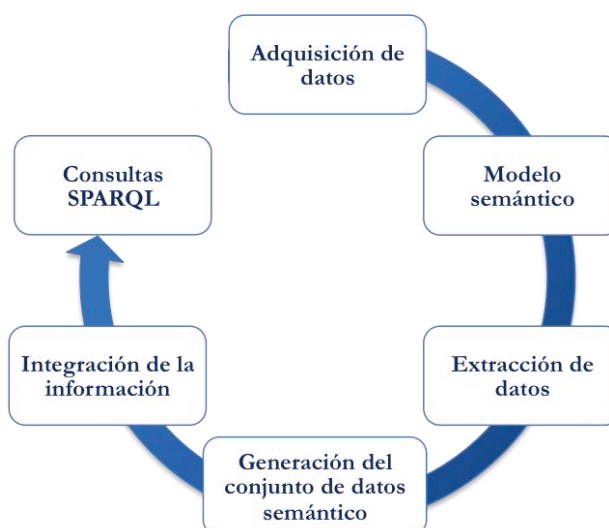 Adquisición de
datos
Modelo
semántico
Extracción de
datos
Generación del
conjunto de datos
semántico
Integración de la
información
Consultas
SPARQL